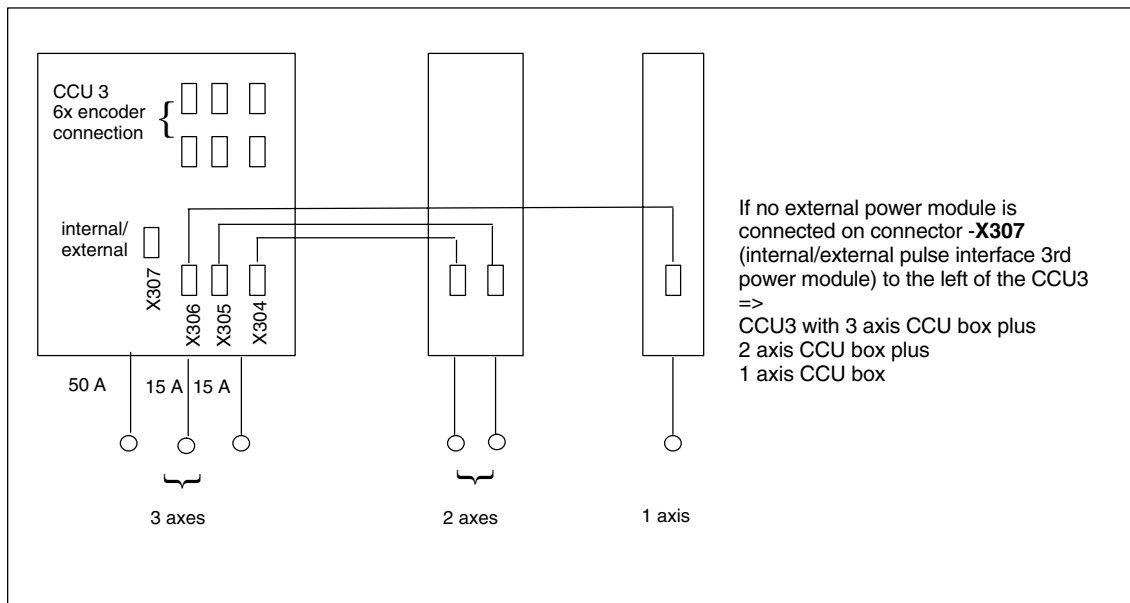 CCU 3
6x encoder
connection
internal/
external
X307
X306
X305
X304
50 A
15 A
15 A
3 axes
2 axes
1 axis
If no external power module is
connected on connector -X307
(internal/external pulse interface 3rd
power module) to the left of the CCU3
=>
CCU3 with 3 axis CCU box plus
2 axis CCU box plus
1 axis CCU box